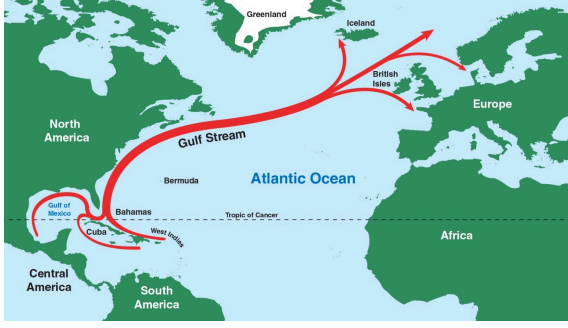 Greenland
Iceland
British
Isles
Europe
North
America
Gulf Stream
Bermuda
Atlantic Ocean
Gulf of
Mexico
Bahamas
Tropic of Cancer
Cuba
West Indies
Africa
Central
America
South
America